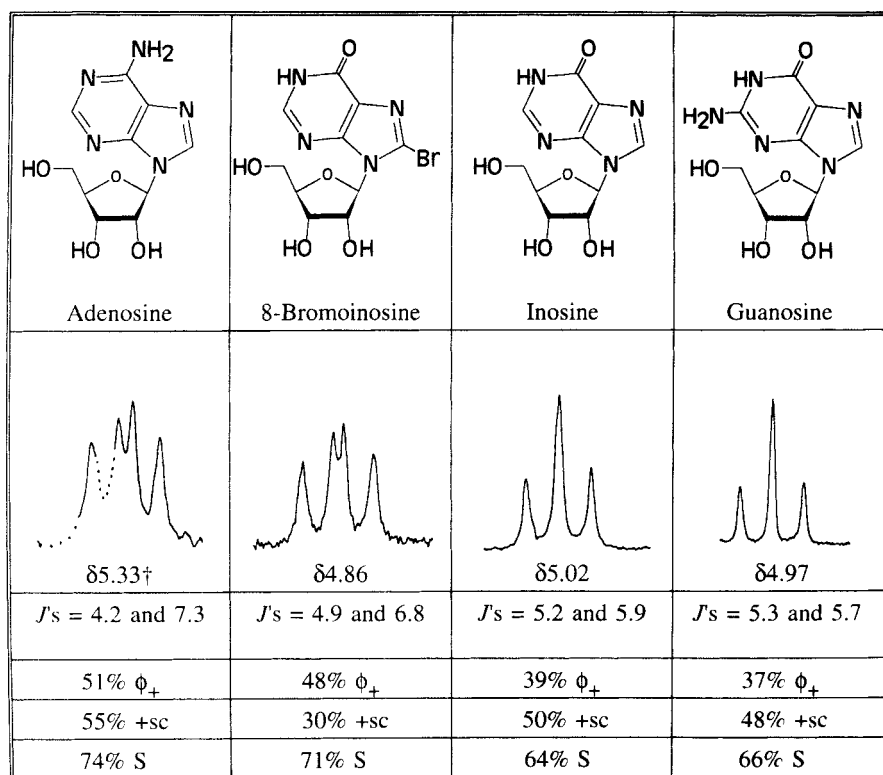 NH2
N
N
N
N
HO
O
HO
OH
Adenosine
O
HN
N
N
N
Br
HO
O
HO
OH
8-Bromoinosine
O
HN
N
N
N
HO
O
HO
OH
Inosine
O
HN
H2N
N
N
N
HO
O
HO
OH
Guanosine
δ5.33†
δ4.86
δ5.02
δ4.97
J's = 4.2 and 7.3
J's = 4.9 and 6.8
J's = 5.2 and 5.9
J's = 5.3 and 5.7
51% ϕ₊
48% ϕ₊
39% ϕ₊
37% ϕ₊
55% +sc
30% +sc
50% +sc
48% +sc
74% S
71% S
64% S
66% S